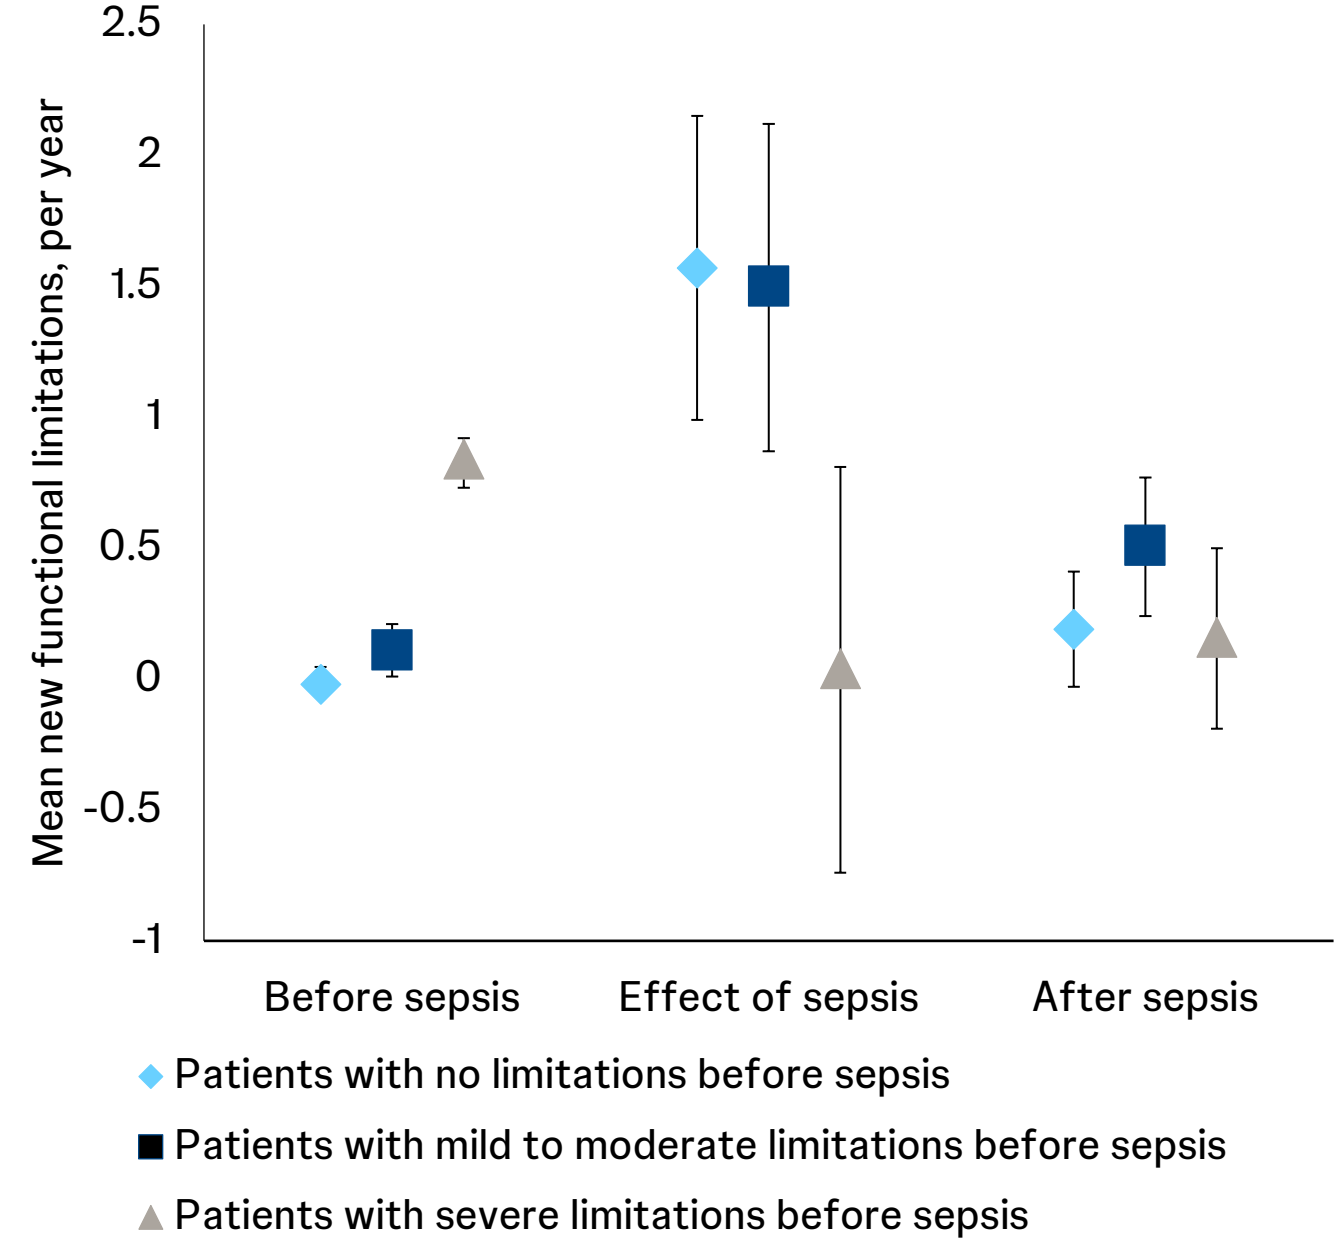 Mean new functional limitations, per year
2.5
2
1.5
1
0.5
0
-0.5
-1
Before sepsis
Effect of sepsis
After sepsis
Patients with no limitations before sepsis
Patients with mild to moderate limitations before sepsis
Patients with severe limitations before sepsis